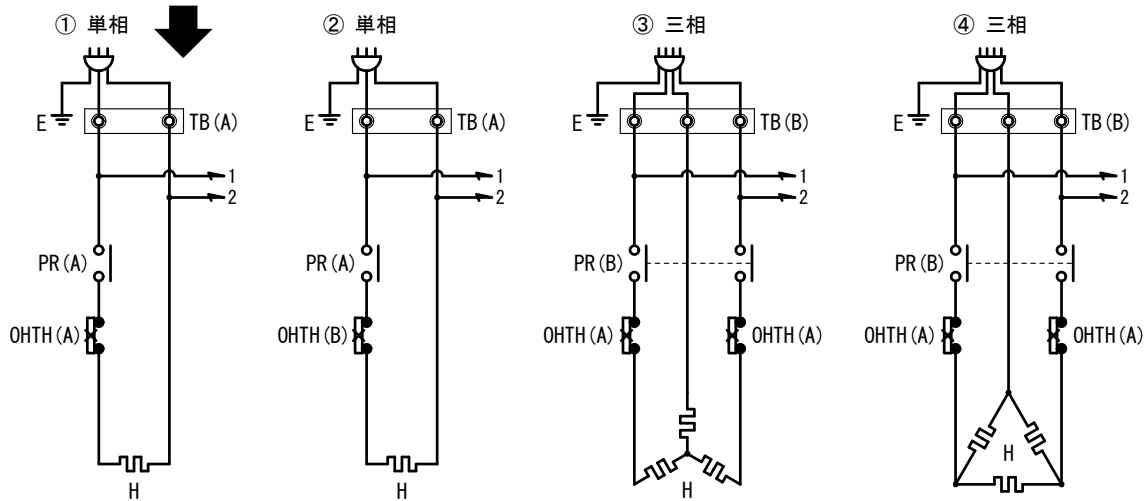 ① 単相
② 単相
③ 三相
④ 三相
E TB(A)
E TB(A)
E TB(B)
E TB(B)
1
1
1
1
2
2
2
2
PR(A)
PR(A)
PR(B)
PR(B)
OHTH(A)
OHTH(B)
OHTH(A) OHTH(A)
OHTH(A) OHTH(A)
H
H
H
H